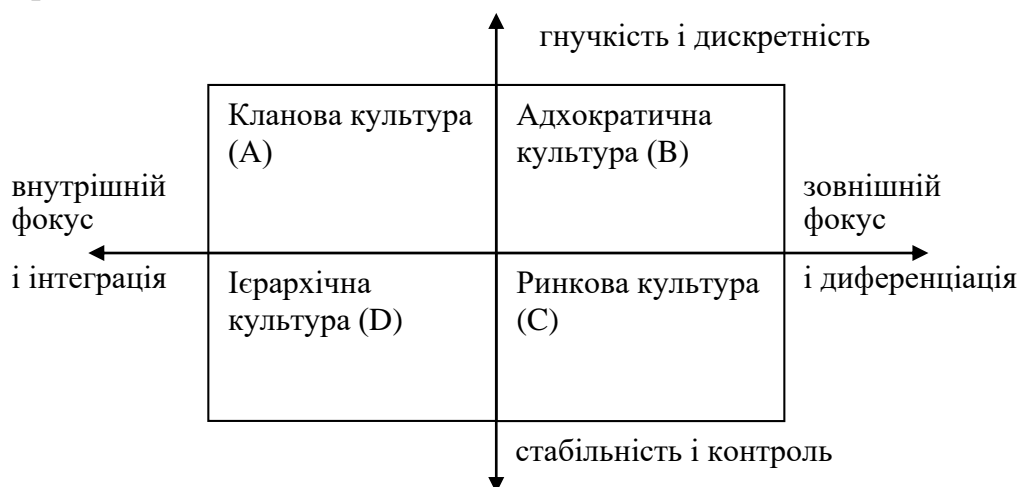 гнучкість і дискретність
Кланова культура
(A)
Адхократична
культура (B)
внутрішній
фокус
зовнішній
фокус
і інтеграція
Ієрархічна
культура (D)
Ринкова культура
(C)
і диференціація
стабільність і контроль